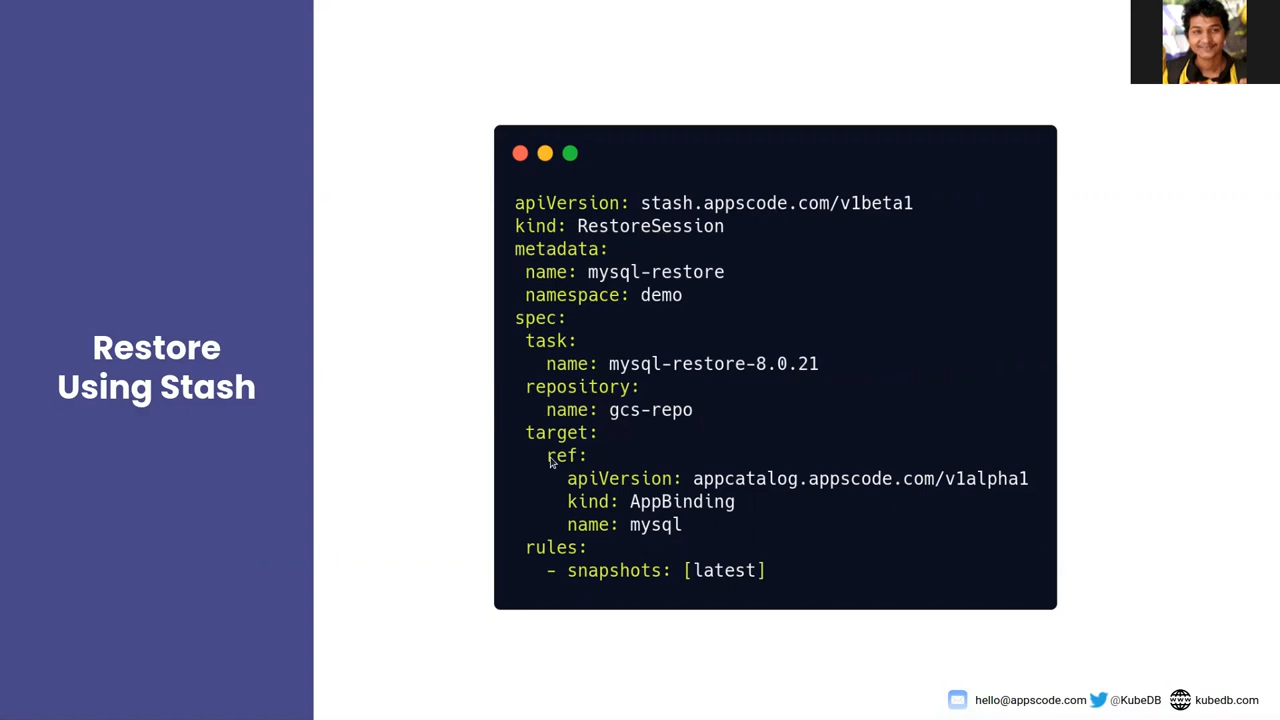 Restore
Using Stash
apiVersion: stash.appscode.com/v1beta1
kind: RestoreSession
metadata:
 name: mysql-restore
 namespace: demo
spec:
 task:
   name: mysql-restore-8.0.21
 repository:
   name: gcs-repo
 target:
   ref:
     apiVersion: appcatalog.appscode.com/v1alpha1
     kind: AppBinding
     name: mysql
 rules:
   - snapshots: [latest]
hello@appscode.com @KubeDB kubedb.com